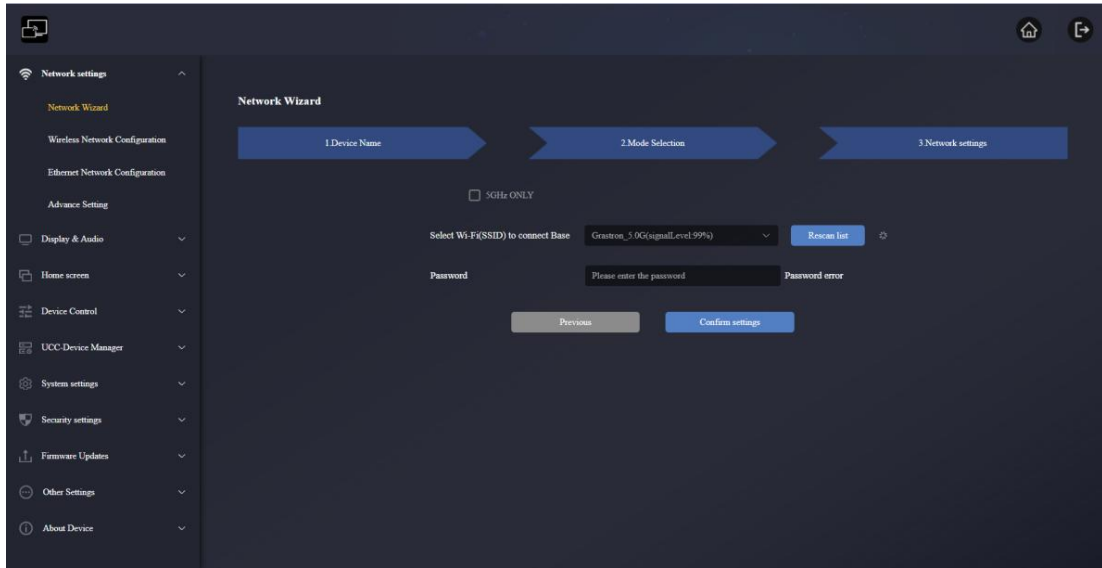 Network settings
Network Wizard
Wireless Network Configuration
Ethernet Network Configuration
Advance Setting
Display & Audio
Home screen
Device Control
UCC-Device Manager
System settings
Security settings
Firmware Updates
Other Settings
About Device
Network Wizard
1.Device Name
2.Mode Selection
3.Network settings
5GHz ONLY
Select Wi-Fi(SSID) to connect Base
Grastron_5.0G(signalLevel:99%)
Rescan list
Password
Please enter the password
Password error
Previous
Confirm settings